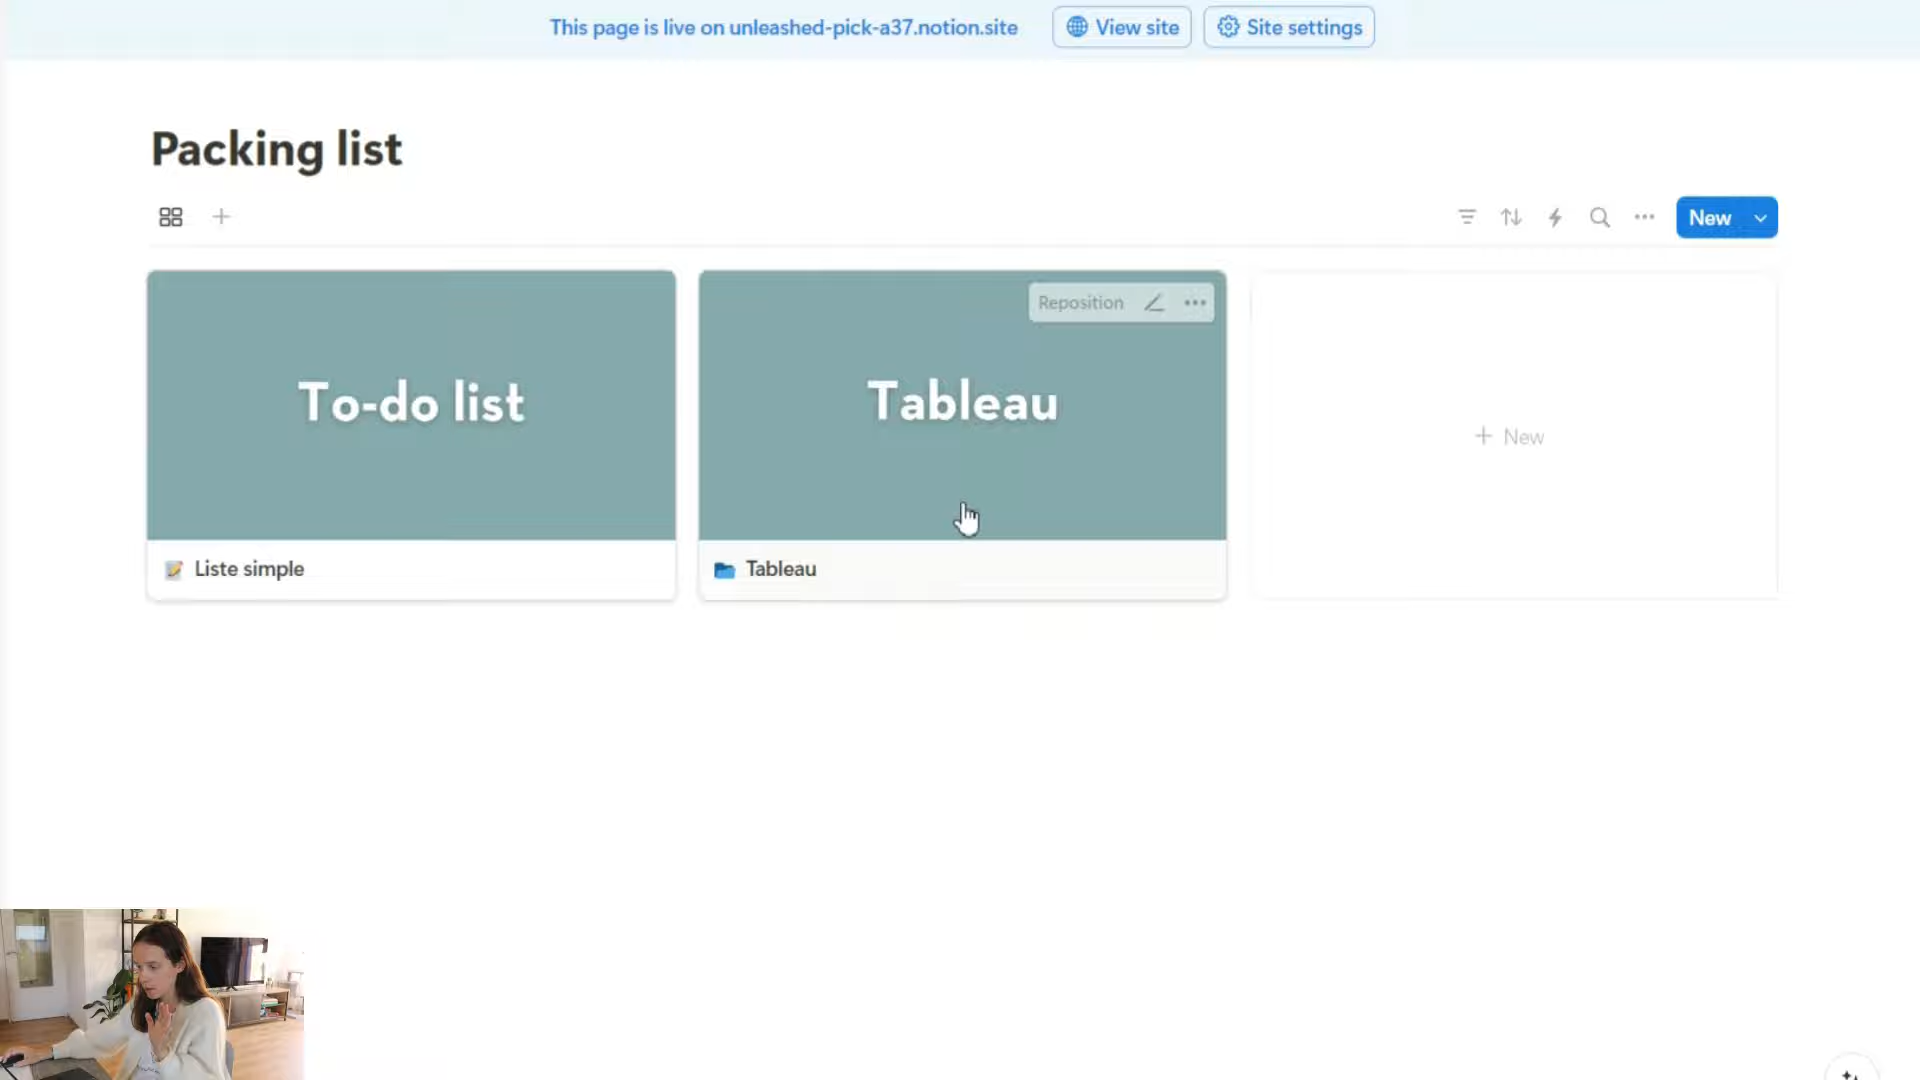 This page is live on unleashed-pick-a37.notion.site View site Site settings
Packing list
New
To-do list
Reposition
Tableau
+ New
Liste simple
Tableau